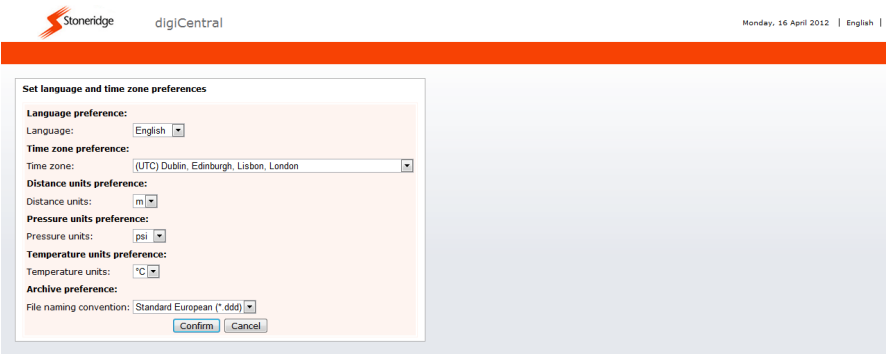 Stoneridge digiCentral Monday, 16 April 2012 | English |
Set language and time zone preferences
Language preference:
Language: English
Time zone preference:
Time zone: (UTC) Dublin, Edinburgh, Lisbon, London
Distance units preference:
Distance units: m
Pressure units preference:
Pressure units: psi
Temperature units preference:
Temperature units: °C
Archive preference:
File naming convention: Standard European (*.ddd)
Confirm Cancel